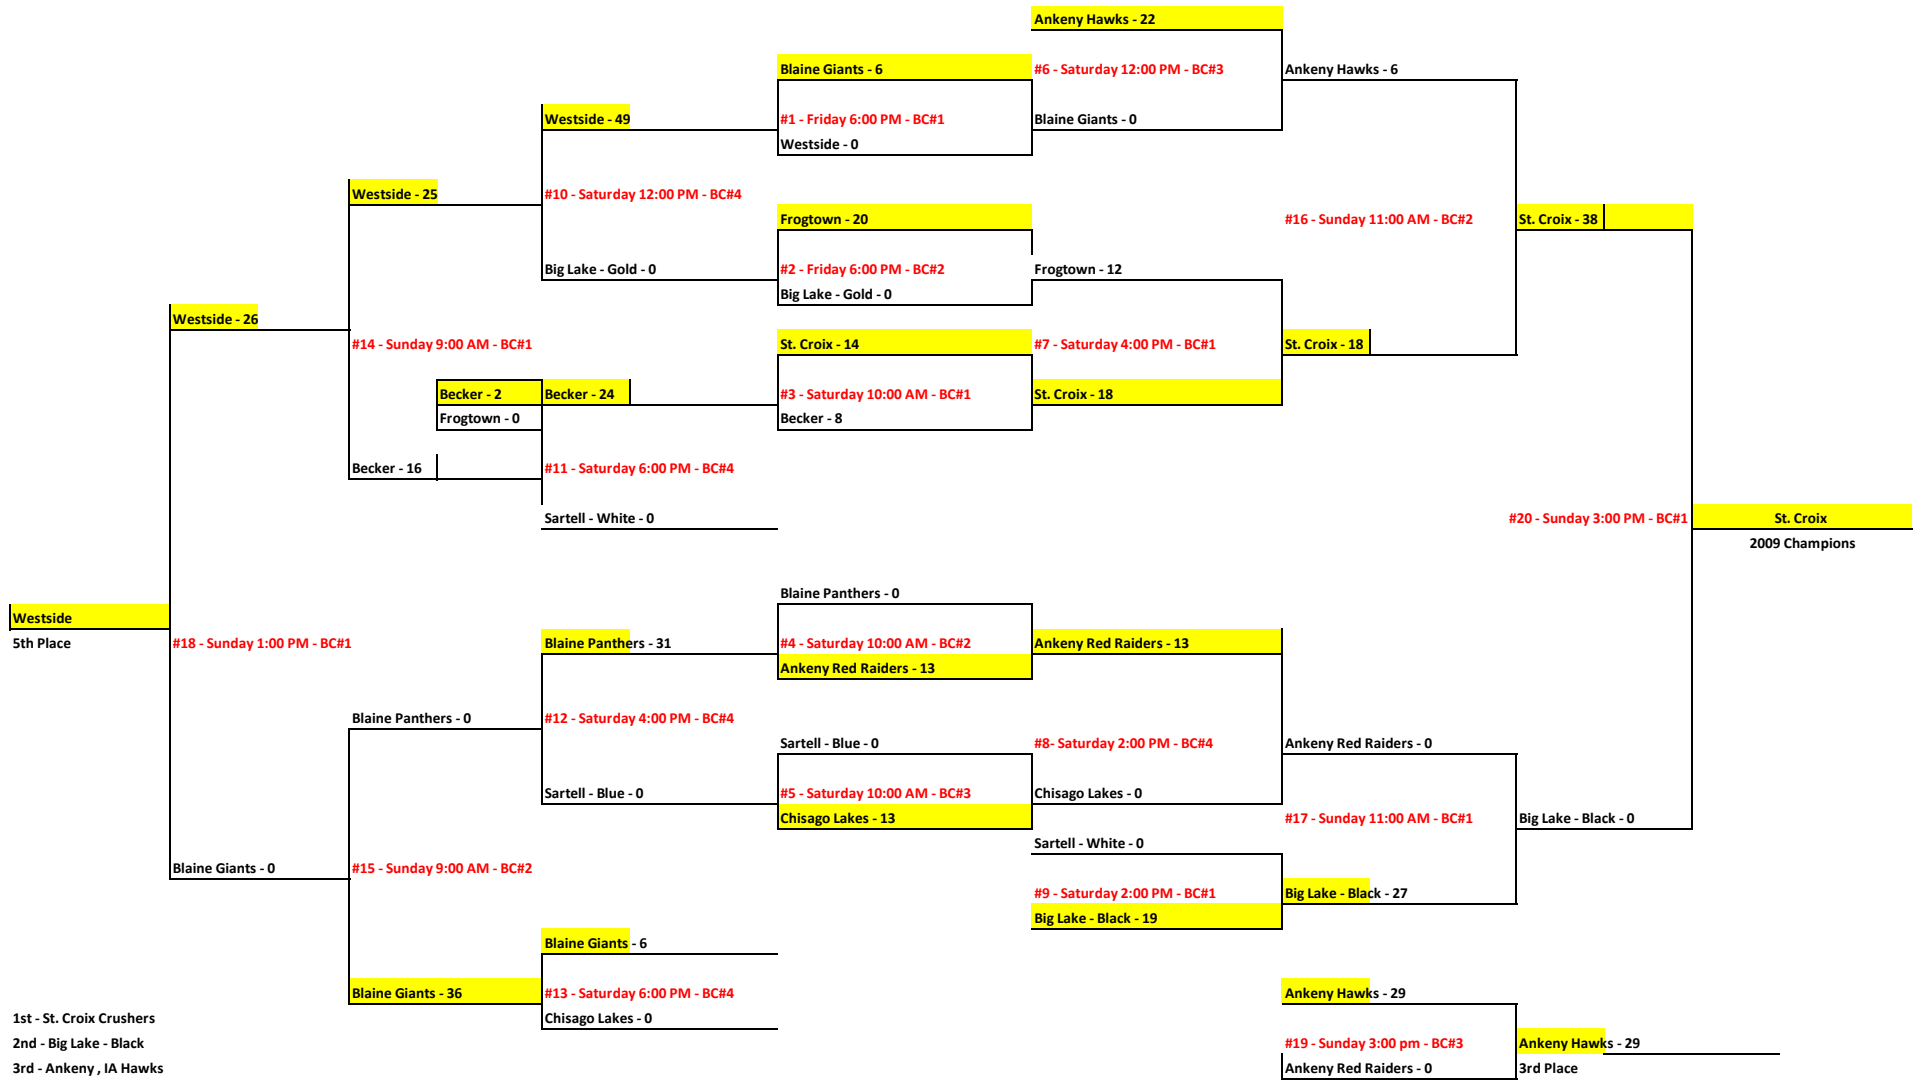 Ankeny Hawks - 22
Blaine Giants - 6
#6 - Saturday 12:00 PM - BC#3
Ankeny Hawks - 6
Westside - 49
#1 - Friday 6:00 PM - BC#1
Blaine Giants - 0
Westside - 0
Westside - 25
#10 - Saturday 12:00 PM - BC#4
Frogtown - 20
#16 - Sunday 11:00 AM - BC#2
St. Croix - 38
Big Lake - Gold - 0
#2 - Friday 6:00 PM - BC#2
Frogtown - 12
Big Lake - Gold - 0
Westside - 26
#14 - Sunday 9:00 AM - BC#1
St. Croix - 14
#7 - Saturday 4:00 PM - BC#1
St. Croix - 18
Becker - 2
Becker - 24
#3 - Saturday 10:00 AM - BC#1
St. Croix - 18
Frogtown - 0
Becker - 8
Becker - 16
#11 - Saturday 6:00 PM - BC#4
Sartell - White - 0
#20 - Sunday 3:00 PM - BC#1
St. Croix
2009 Champions
Blaine Panthers - 0
Westside
5th Place
#18 - Sunday 1:00 PM - BC#1
Blaine Panthers - 31
#4 - Saturday 10:00 AM - BC#2
Ankeny Red Raiders - 13
Ankeny Red Raiders - 13
Blaine Panthers - 0
#12 - Saturday 4:00 PM - BC#4
Sartell - Blue - 0
#8- Saturday 2:00 PM - BC#4
Ankeny Red Raiders - 0
Sartell - Blue - 0
#5 - Saturday 10:00 AM - BC#3
Chisago Lakes - 0
Chisago Lakes - 13
#17 - Sunday 11:00 AM - BC#1
Big Lake - Black - 0
Sartell - White - 0
Blaine Giants - 0
#15 - Sunday 9:00 AM - BC#2
#9 - Saturday 2:00 PM - BC#1
Big Lake - Black - 27
Big Lake - Black - 19
Blaine Giants - 6
Blaine Giants - 36
#13 - Saturday 6:00 PM - BC#4
Ankeny Hawks - 29
1st - St. Croix Crushers
Chisago Lakes - 0
2nd - Big Lake - Black
#19 - Sunday 3:00 pm - BC#3
Ankeny Hawks - 29
3rd - Ankeny , IA Hawks
Ankeny Red Raiders - 0
3rd Place